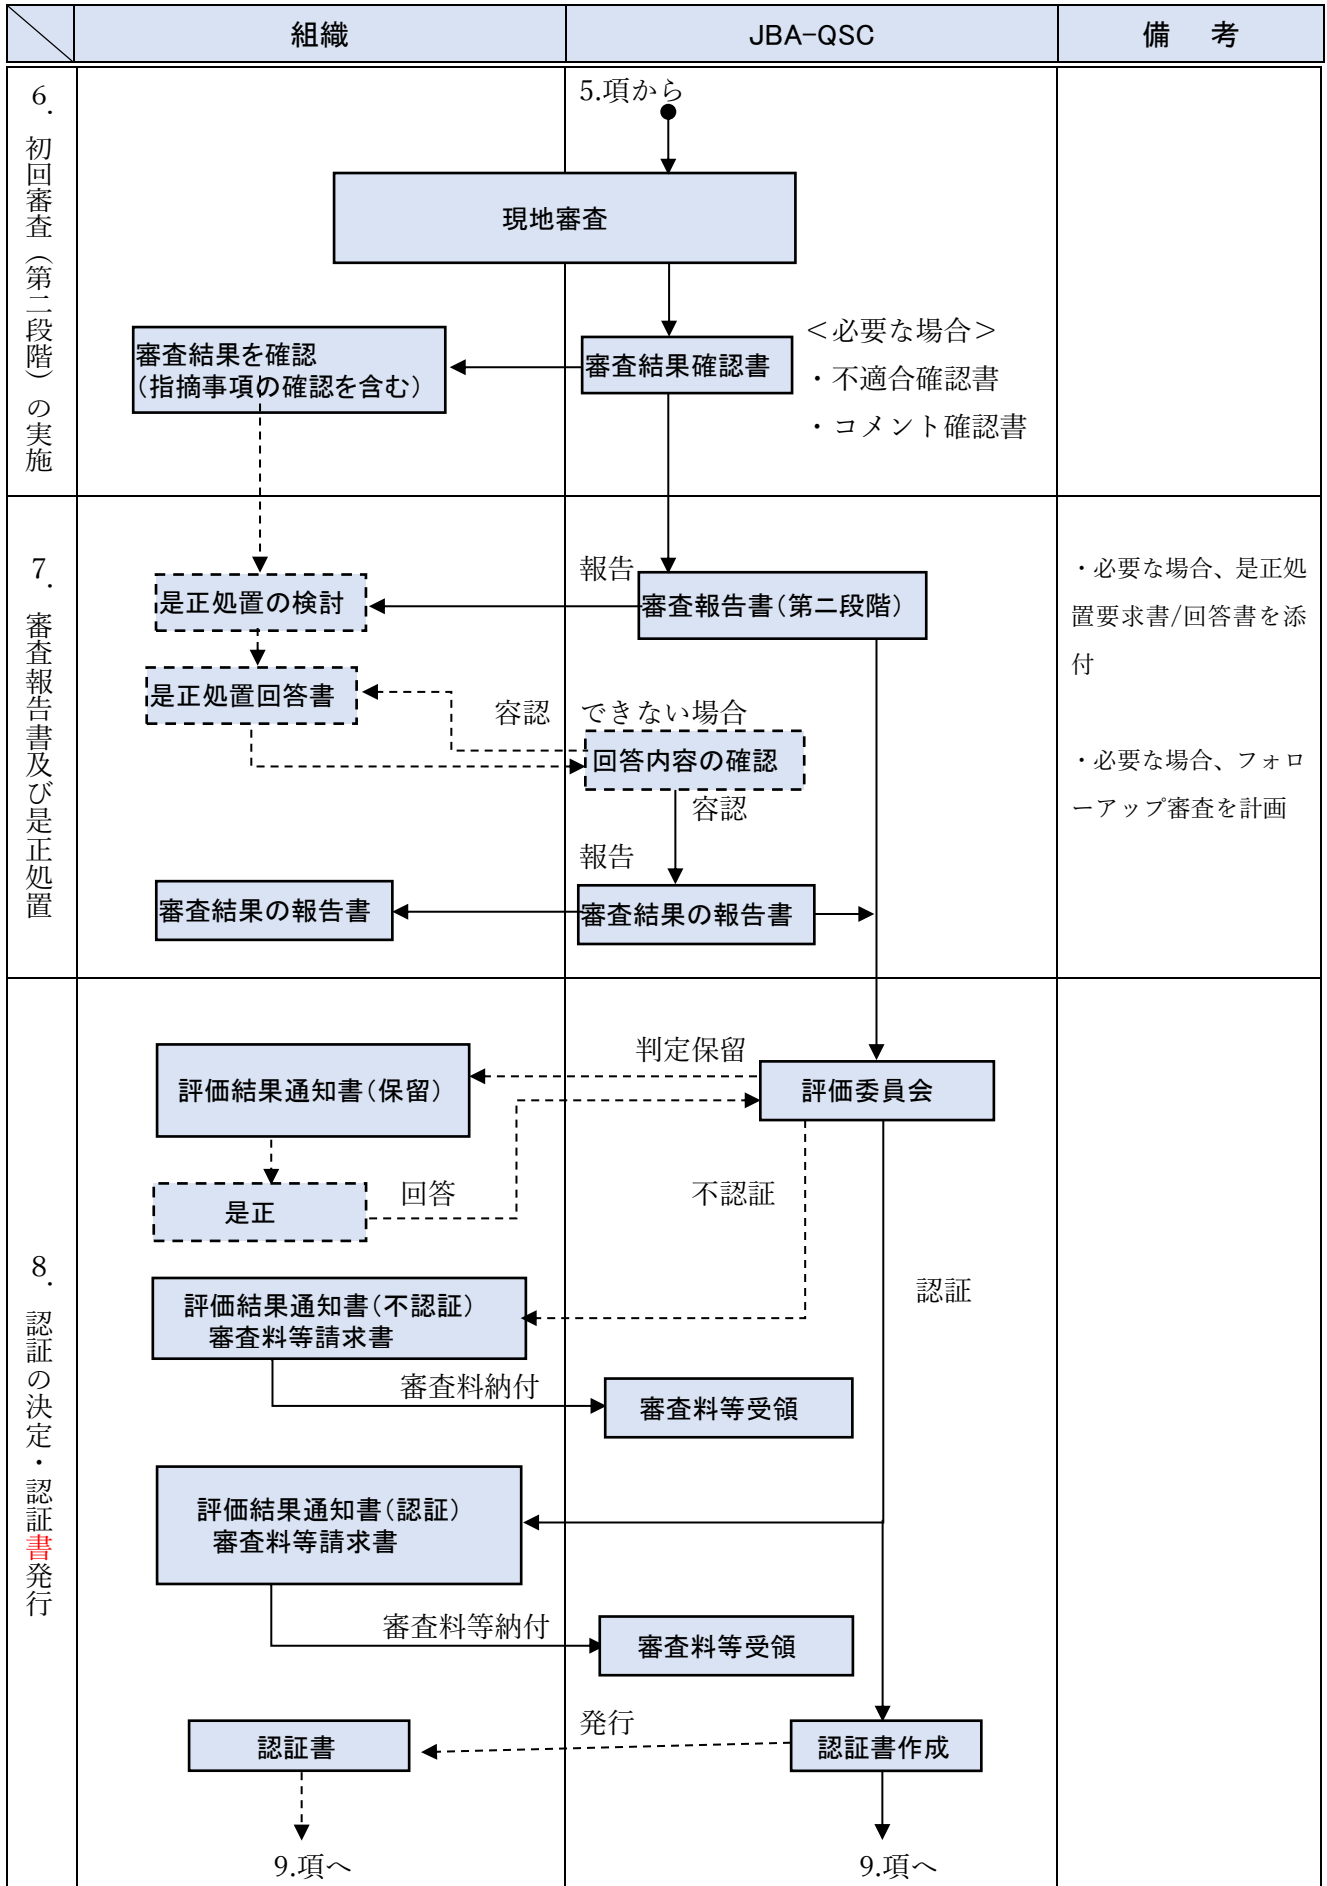 組織
JBA-QSC
備　考
6．初回審査（第二段階）の実施
5.項から
現地審査
審査結果を確認
（指摘事項の確認を含む）
審査結果確認書
＜必要な場合＞
・不適合確認書
・コメント確認書
7．審査報告書及び是正処置
報告
是正処置の検討
審査報告書（第二段階）
是正処置回答書
容認　できない場合
回答内容の確認
容認
報告
審査結果の報告書
審査結果の報告書
・必要な場合、是正処
置要求書/回答書を添
付
・必要な場合、フォロ
ーアップ審査を計画
8．認証の決定・認証書発行
判定保留
評価結果通知書（保留）
評価委員会
是正
回答
不認証
認証
評価結果通知書（不認証）
審査料等請求書
審査料納付
審査料等受領
評価結果通知書（認証）
審査料等請求書
審査料等納付
審査料等受領
発行
認証書
認証書作成
9.項へ
9.項へ